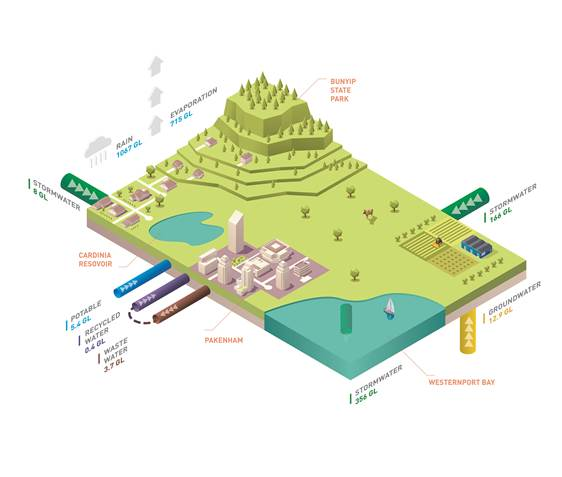 BUNYIP
STATE
PARK
EVAPORATION
715 GL
RAIN
1067 GL
STORMWATER
8 GL
STORMWATER
166 GL
CARDINIA
RESOVOIR
POTABLE
5.4 GL
RECYCLED
WATER
0.4 GL
WASTE
WATER
3.7 GL
PAKENHAM
GROUNDWATER
12.9 GL
WESTERNPORT BAY
STORMWATER
356 GL